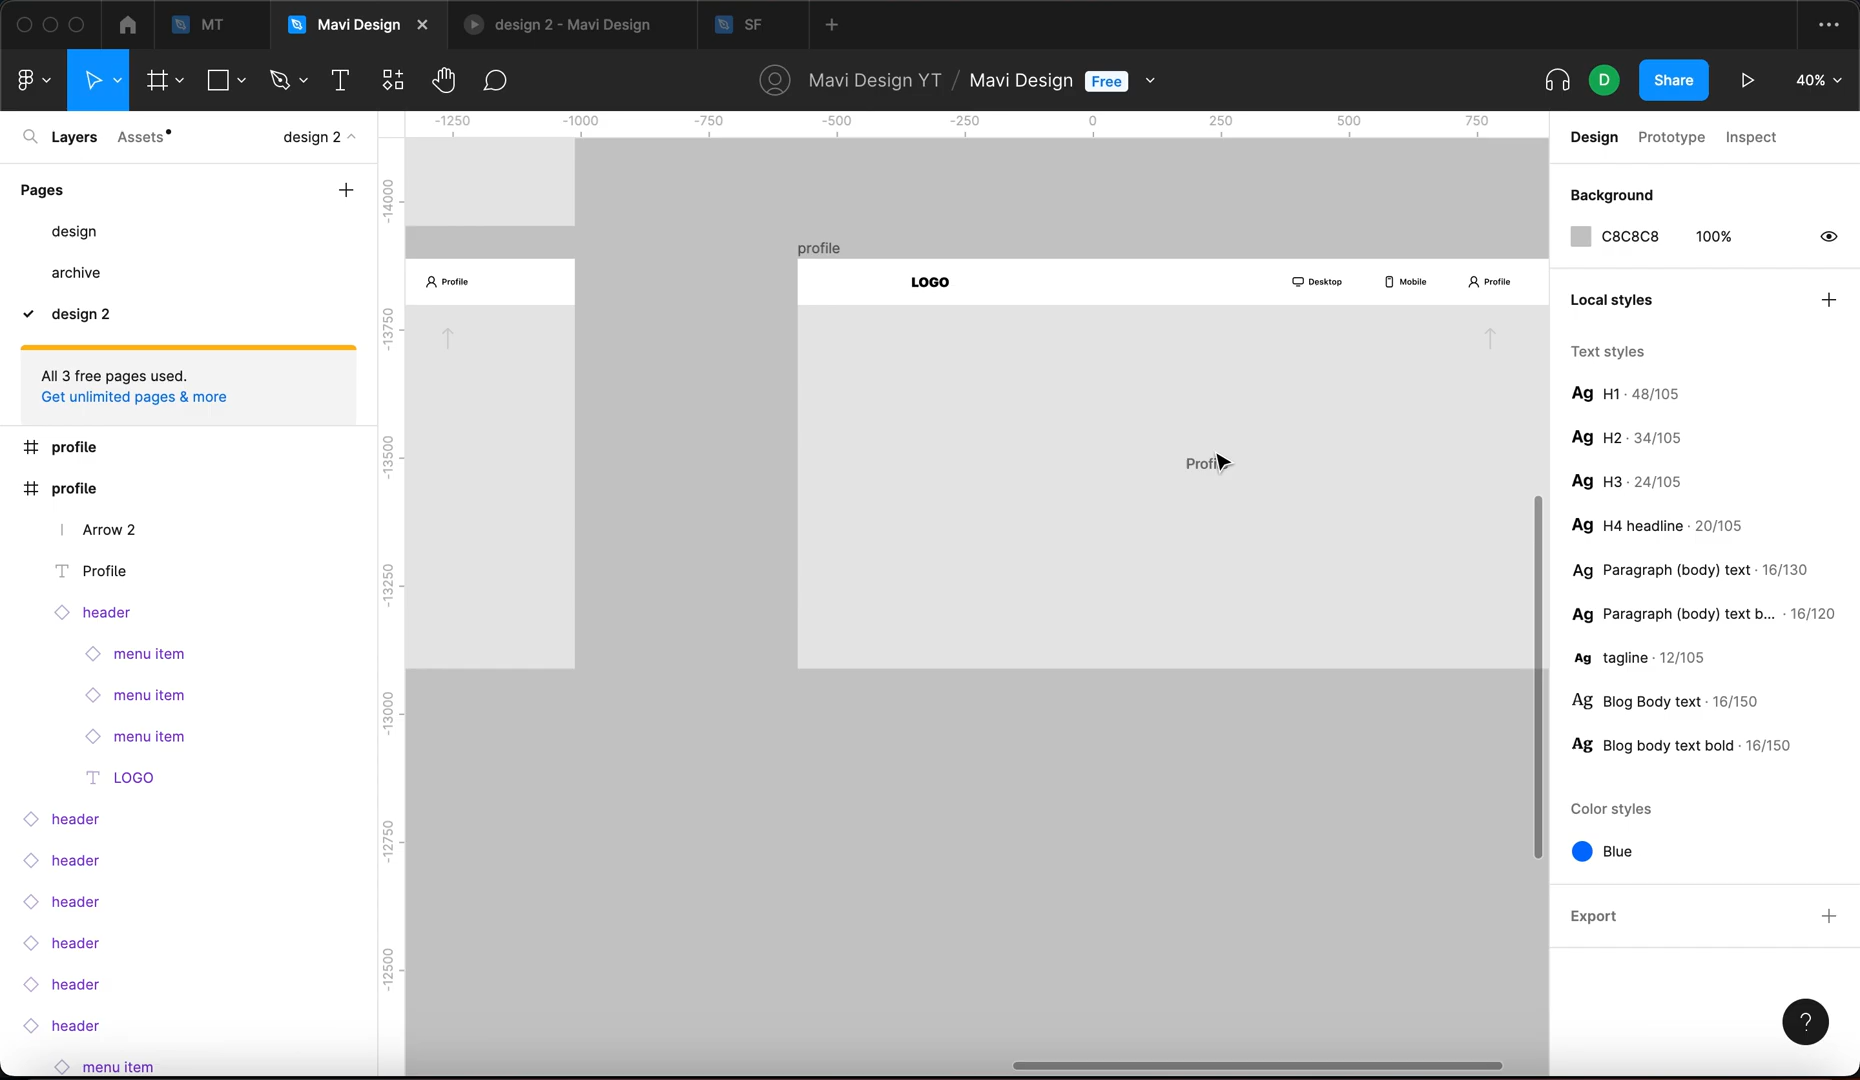 MT
Mavi Design
design 2 - Mavi Design
SF
Mavi Design YT / Mavi Design Free
D
Share
40%
Layers
Assets
design 2
Pages
design
archive
design 2
All 3 free pages used.
Get unlimited pages & more
profile
profile
Arrow 2
Profile
header
menu item
menu item
menu item
LOGO
header
header
header
header
header
header
menu item
-1250
-1000
-750
-500
-250
0
250
500
750
-14000
-13750
-13500
-13250
-13000
-12750
-12500
Profile
profile
LOGO
Desktop
Mobile
Profile
Design
Prototype
Inspect
Background
C8C8C8
100%
Local styles
Text styles
Ag H1 · 48/105
Ag H2 · 34/105
Ag H3 · 24/105
Ag H4 headline · 20/105
Ag Paragraph (body) text · 16/130
Ag Paragraph (body) text b... · 16/120
Ag tagline · 12/105
Ag Blog Body text · 16/150
Ag Blog body text bold · 16/150
Color styles
Blue
Export
?